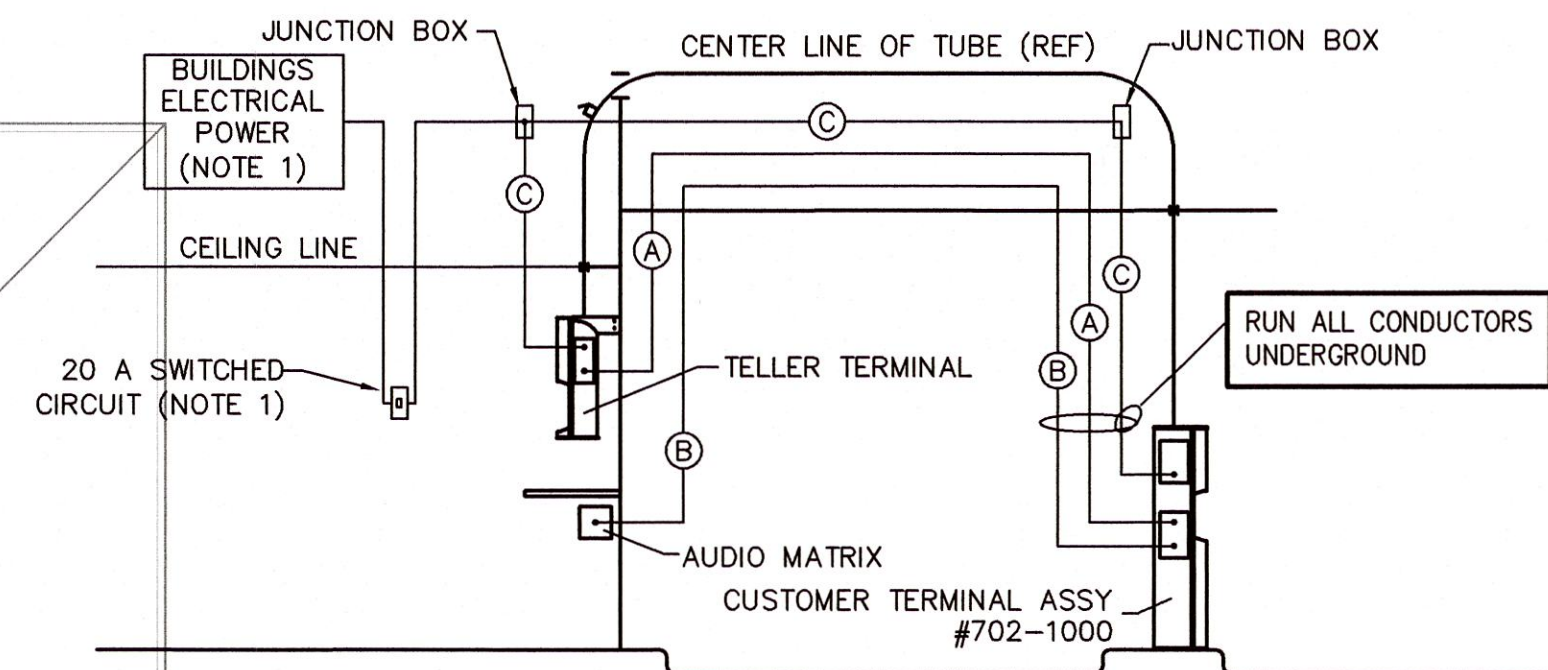 JUNCTION BOX
CENTER LINE OF TUBE (REF)
JUNCTION BOX
BUILDINGS
ELECTRICAL
POWER
(NOTE 1)
C
C
A
CEILING LINE
C
A
RUN ALL CONDUCTORS
UNDERGROUND
20 A SWITCHED
CIRCUIT (NOTE 1)
TELLER TERMINAL
B
B
AUDIO MATRIX
CUSTOMER TERMINAL ASSY
#702-1000